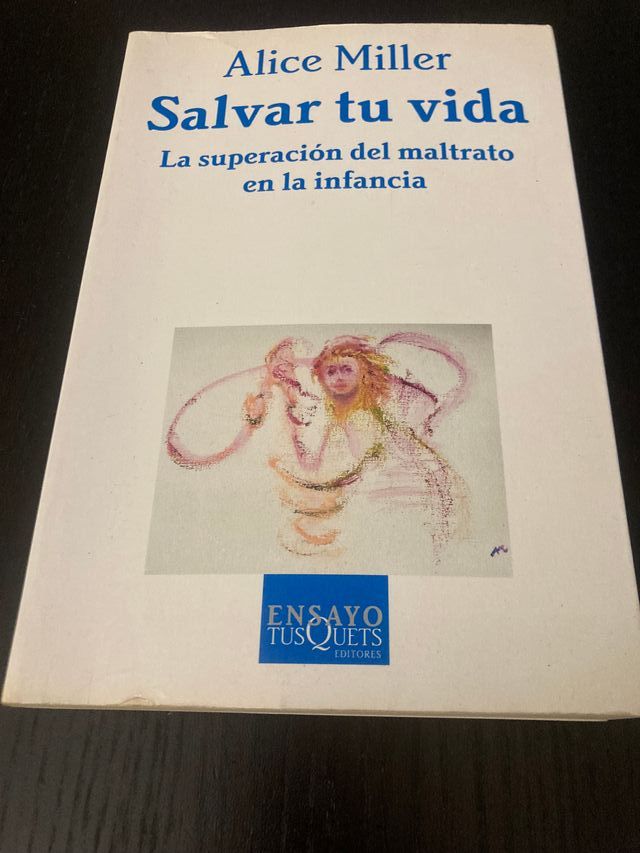 Alice Miller
Salvar tu vida
La superación del maltrato
en la infancia
ENSAYO
TUSQUETS
EDITORES